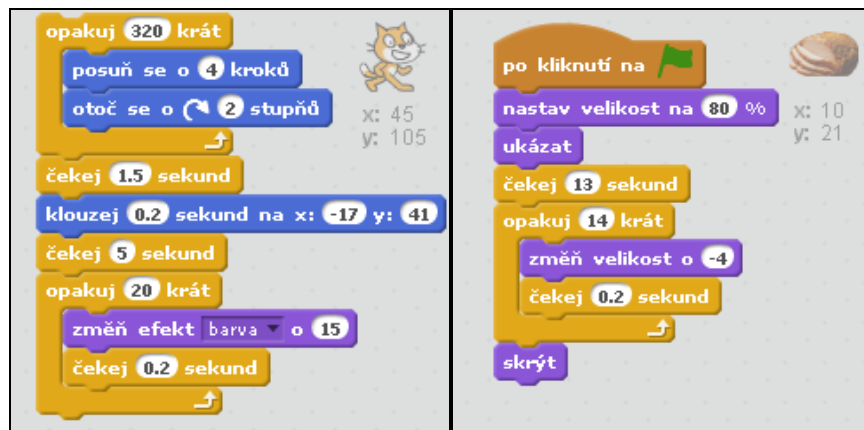 opakuj 320 krát
posuň se o 4 kroků
otoč se o 2 stupňů
čekej 1.5 sekund
klouzej 0.2 sekund na x: -17 y: 41
čekej 5 sekund
opakuj 20 krát
změň efekt barva o 15
čekej 0.2 sekund
x: 45
y: 105
po kliknutí na
nastav velikost na 80 %
ukázat
čekej 13 sekund
opakuj 14 krát
změň velikost o -4
čekej 0.2 sekund
skrýt
x: 10
y: 21